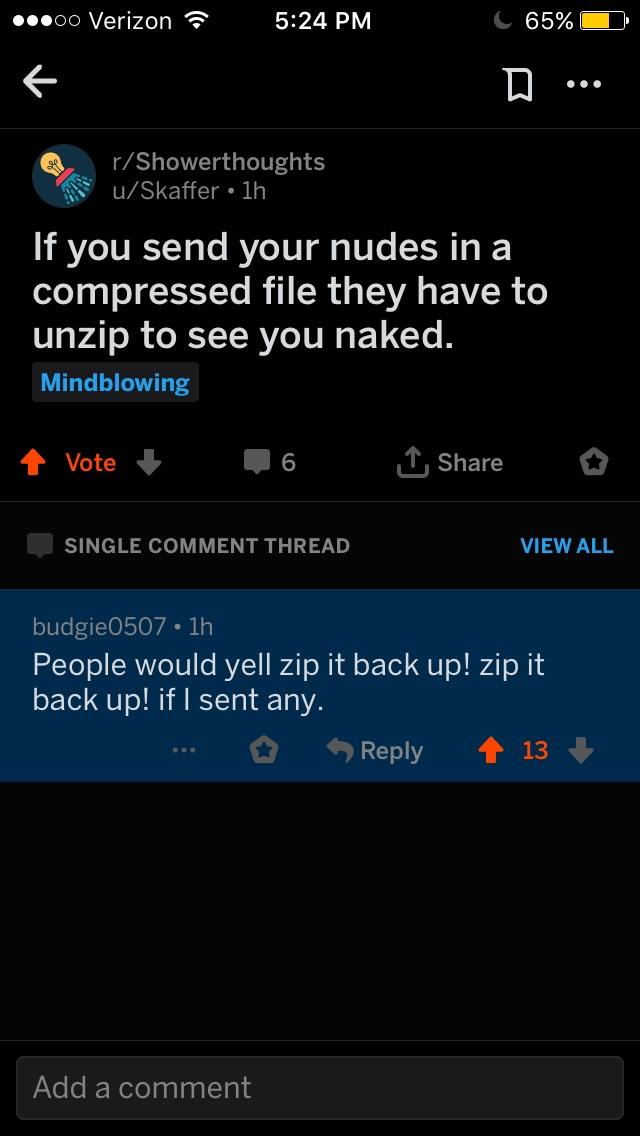 Verizon 5:24 PM 65%
r/Showerthoughts
u/Skaffer • 1h
If you send your nudes in a
compressed file they have to
unzip to see you naked.
Mindblowing
Vote 6 Share
SINGLE COMMENT THREAD VIEW ALL
budgie0507 • 1h
People would yell zip it back up! zip it
back up! if I sent any.
... Reply 13
Add a comment